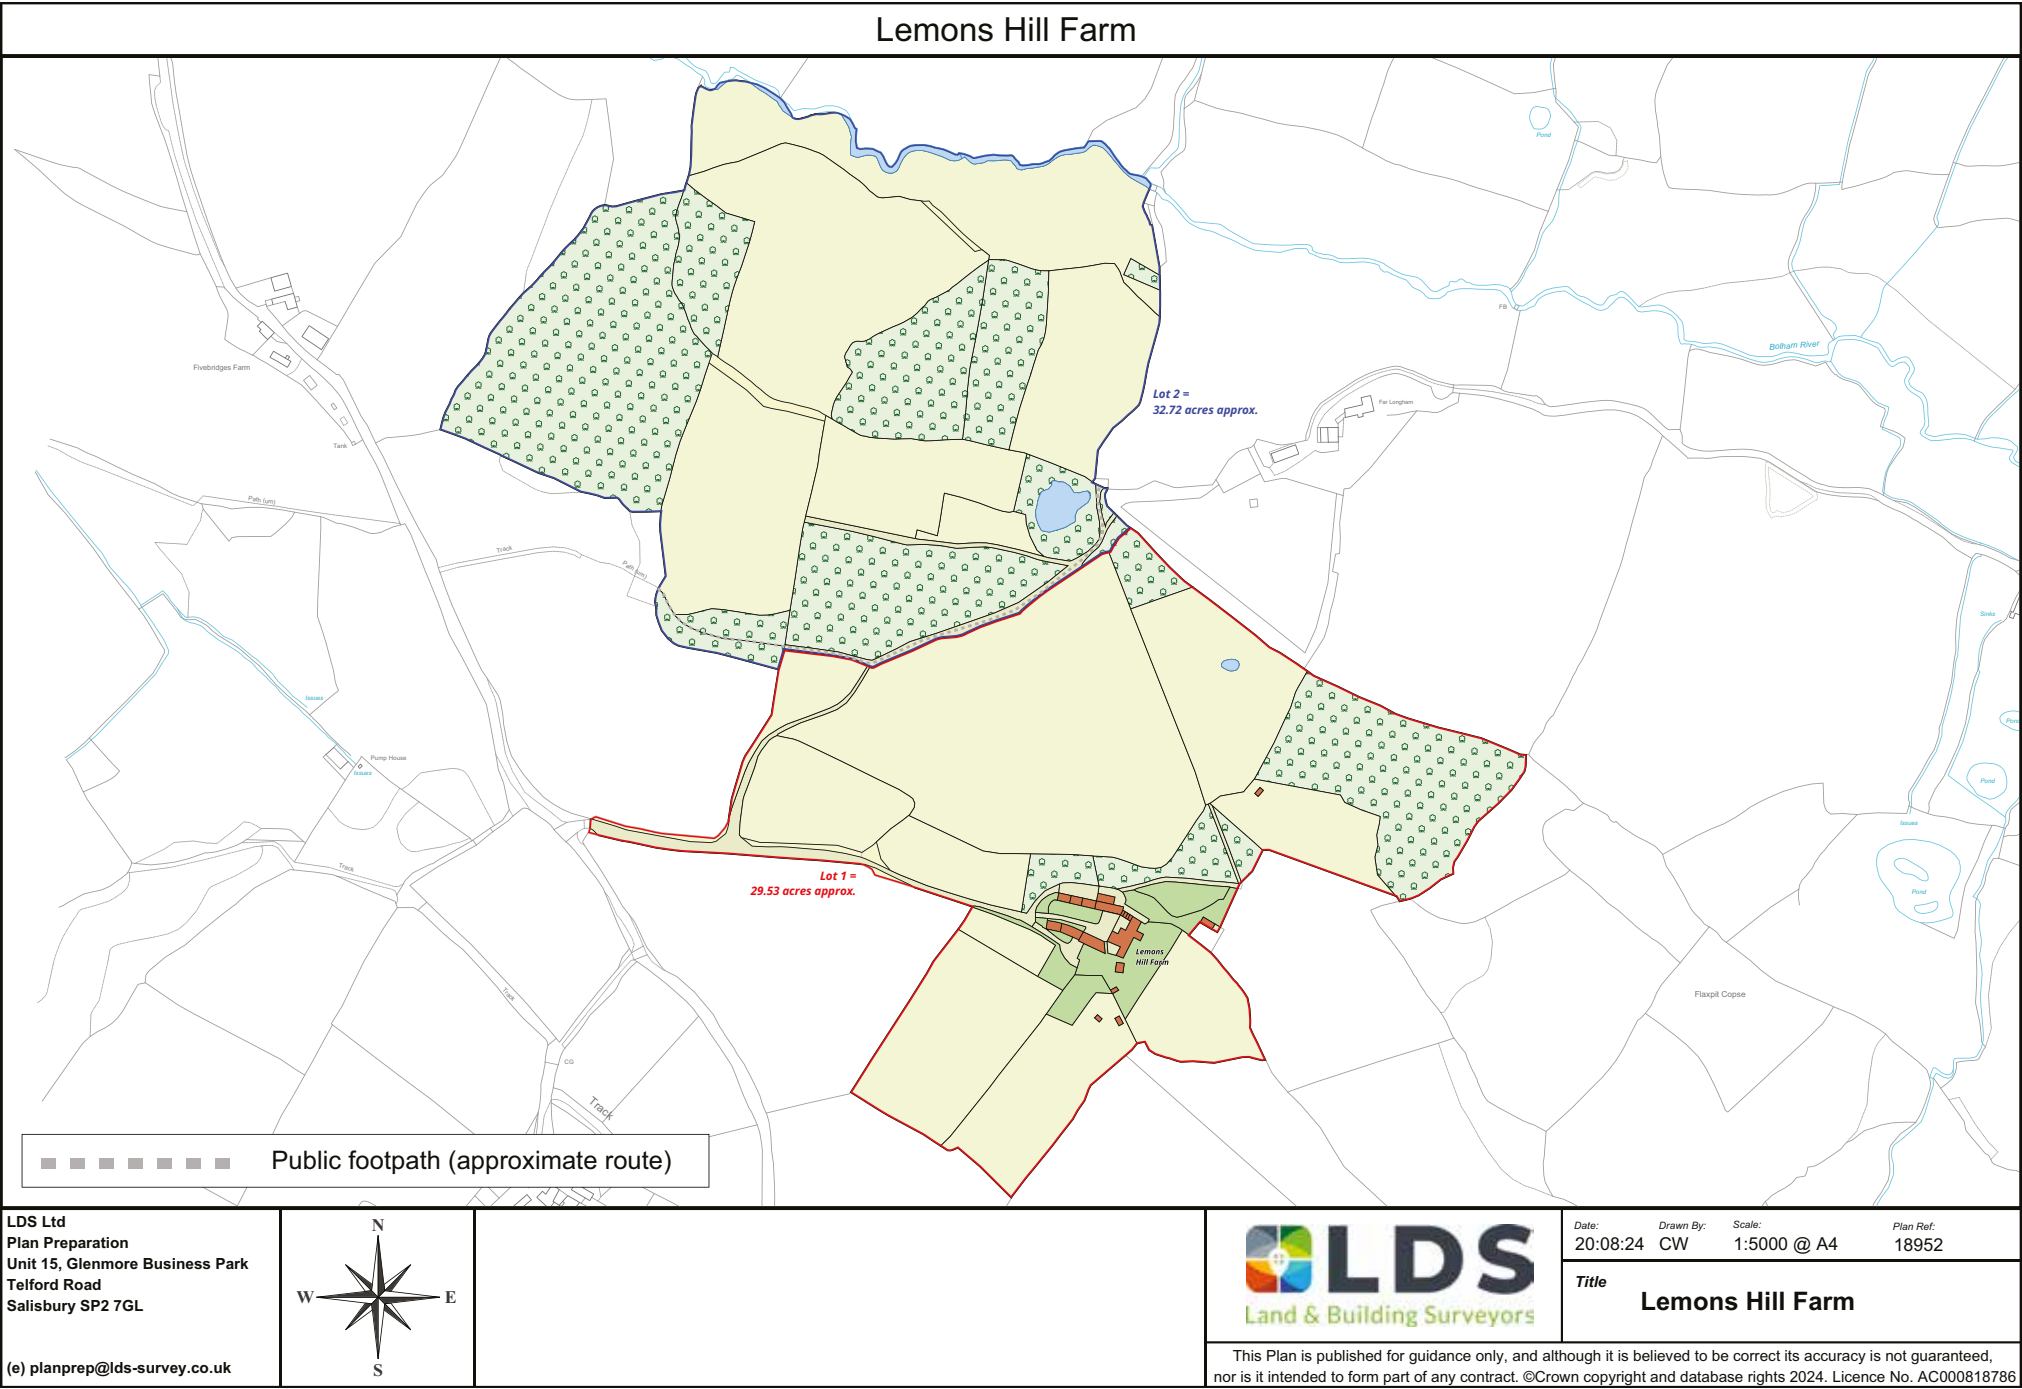 Lemons Hill Farm
Pond
FB
Bolham River
Fivebridges Farm
Lot 2 =
32.72 acres approx.
Far Longham
Tank
Path (um)
Track
Path (um)
Sinks
Issues
Pond
Pump House
Issues
Pond
Issues
Track
Lot 1 =
29.53 acres approx.
Pond
Lemons
Hill Farm
Track
Flaxpit Copse
CG
Track
Public footpath (approximate route)
LDS Ltd
Plan Preparation
Unit 15, Glenmore Business Park
Telford Road
Salisbury SP2 7GL
(e) planprep@lds-survey.co.uk
N
W
E
S
LDS
Land & Building Surveyors
Date: Drawn By: Scale: Plan Ref:
20:08:24 CW 1:5000 @ A4 18952
Title
Lemons Hill Farm
This Plan is published for guidance only, and although it is believed to be correct its accuracy is not guaranteed,
nor is it intended to form part of any contract. ©Crown copyright and database rights 2024. Licence No. AC000818786